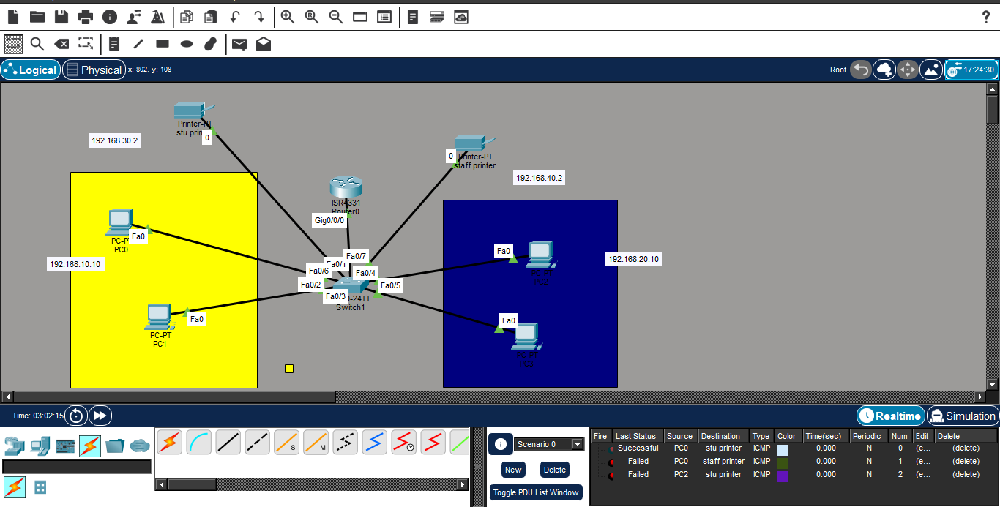 ?
Logical
Physical
x: 802, y: 108
Root
17:24:30
Printer-PT
stu prin
0
192.168.30.2
0
Printer-PT
staff printer
192.168.40.2
ISR4331
Router0
Gig0/0/0
PC-PT
PC0
Fa0
192.168.10.10
Fa0/7
Fa0/1
Fa0/6
Fa0/4
Fa0/2
Fa0/5
Fa0/3
-24TT
Switch1
Fa0
PC2
192.168.20.10
PC-PT
PC1
Fa0
Fa0
PC3
Time: 03:02:15
Realtime
Simulation
S
M
Scenario 0
New
Delete
Toggle PDU List Window
Fire Last Status Source Destination Type Color Time(sec) Periodic Num Edit Delete
Successful PC0 stu printer ICMP 0.000 N 0 (e... (delete)
Failed PC0 staff printer ICMP 0.000 N 1 (e... (delete)
Failed PC2 stu printer ICMP 0.000 N 2 (e... (delete)